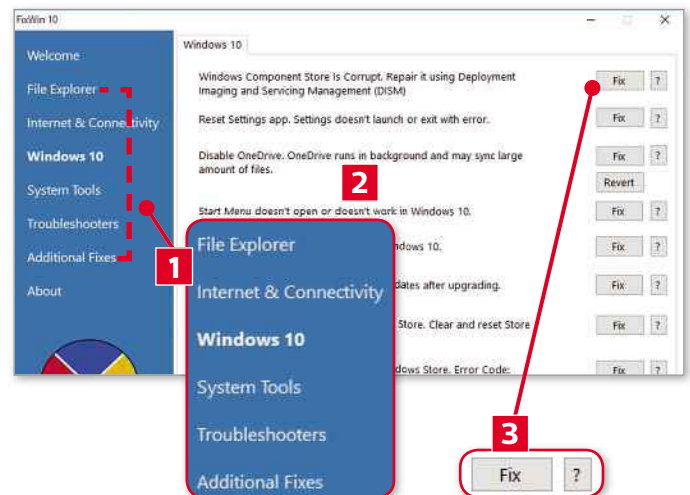 FixWin 10
Welcome
File Explorer
Internet & Connectivity
Windows 10
System Tools
Troubleshooters
Additional Fixes
About
Windows 10
Windows Component Store Is Corrupt. Repair it using Deployment
Imaging and Servicing Management (DISM)
Fix ?
Reset Settings app. Settings doesn't launch or exit with error.
Fix ?
Disable OneDrive. OneDrive runs in background and may sync large
amount of files.
Fix ?
Revert
Start Menu doesn't open or doesn't work in Windows 10.
Fix ?
ndows 10.
Fix ?
dates after upgrading.
Fix ?
Store. Clear and reset Store
Fix ?
dows Store. Error Code:
Fix ?
1
2
File Explorer
Internet & Connectivity
Windows 10
System Tools
Troubleshooters
Additional Fixes
3
Fix ?